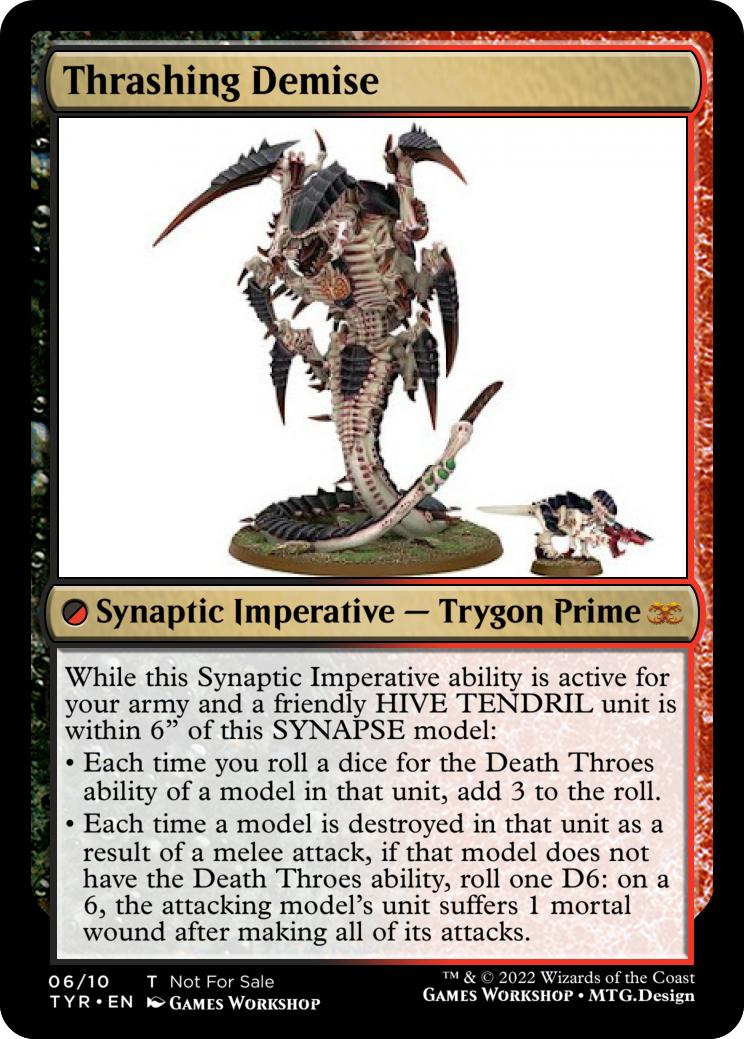 Thrashing Demise
Synaptic Imperative — Trygon Prime
While this Synaptic Imperative ability is active for
your army and a friendly HIVE TENDRIL unit is
within 6” of this SYNAPSE model:
• Each time you roll a dice for the Death Throes
ability of a model in that unit, add 3 to the roll.
• Each time a model is destroyed in that unit as a
result of a melee attack, if that model does not
have the Death Throes ability, roll one D6: on a
6, the attacking model’s unit suffers 1 mortal
wound after making all of its attacks.
06/10 T Not For Sale
TYR • EN Games Workshop
™ & © 2022 Wizards of the Coast
Games Workshop • MTG.Design